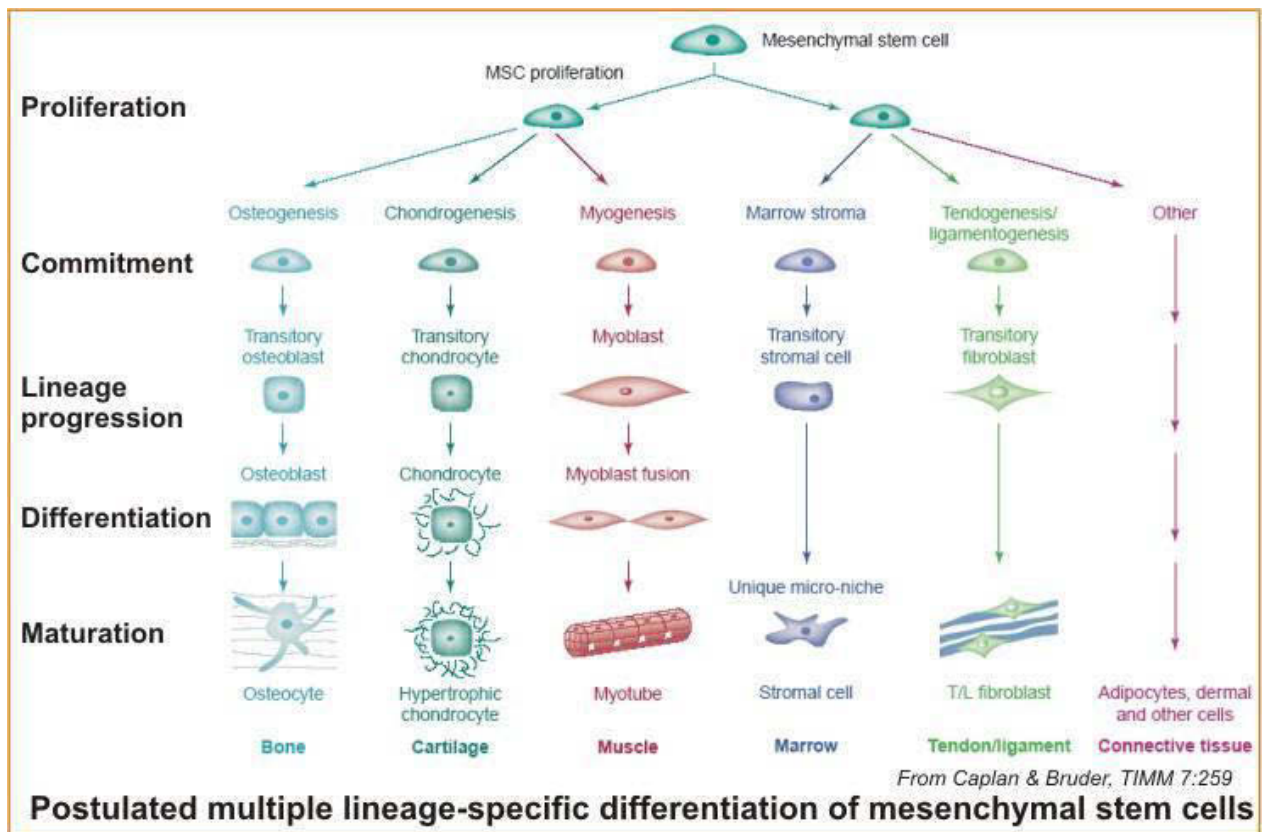 Mesenchymal stem cell
MSC proliferation
Proliferation
Osteogenesis
Chondrogenesis
Myogenesis
Marrow stroma
Tendogenesis/
ligamentogenesis
Other
Commitment
Transitory
osteoblast
Transitory
chondrocyte
Myoblast
Transitory
stromal cell
Transitory
fibroblast
Lineage
progression
Osteoblast
Chondrocyte
Myoblast fusion
Differentiation
Unique micro-niche
Maturation
Osteocyte
Hypertrophic
chondrocyte
Myotube
Stromal cell
T/L fibroblast
Adipocytes, dermal
and other cells
Bone
Cartilage
Muscle
Marrow
Tendon/ligament
Connective tissue
From Caplan & Bruder, TIMM 7:259
Postulated multiple lineage-specific differentiation of mesenchymal stem cells